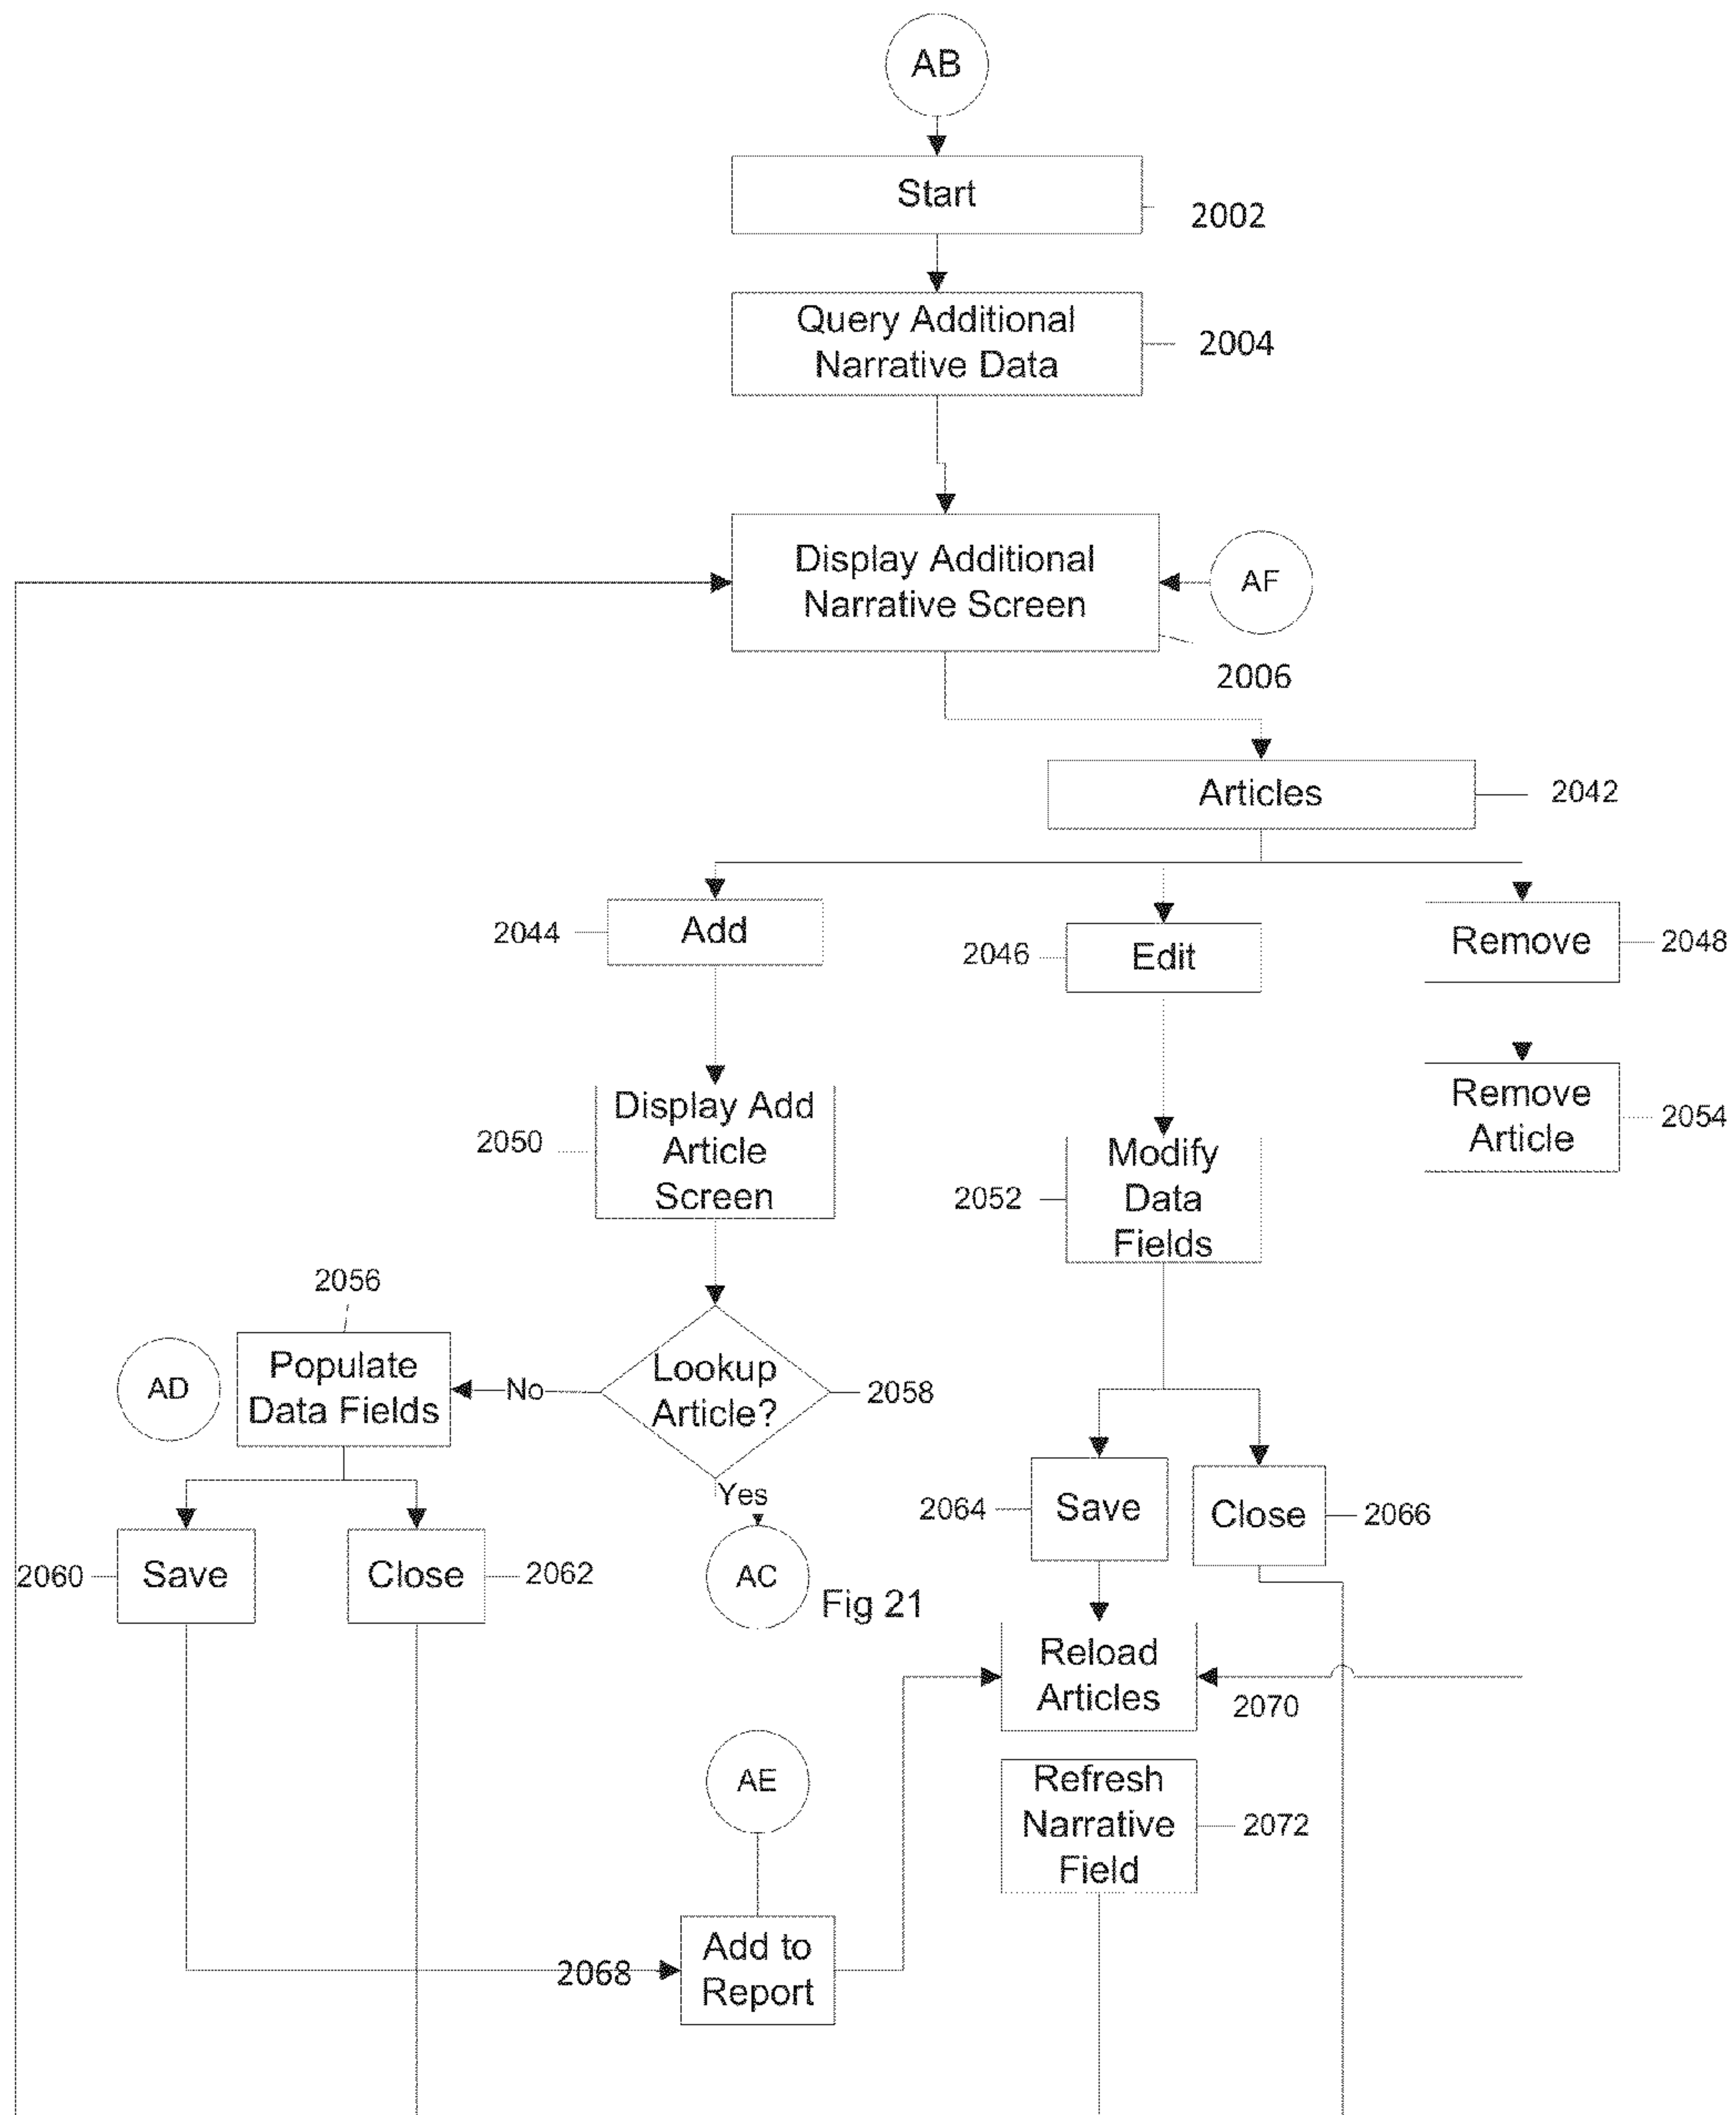 AB
Start
2002
Query Additional
Narrative Data
2004
Display Additional
Narrative Screen
AF
2006
Articles
2042
2044
Add
2046
Edit
Remove
2048
2050
Display Add
Article
Screen
2052
Modify
Data
Fields
Remove
Article
2054
2056
AD
Populate
Data Fields
No
Lookup
Article?
2058
Yes
2060
Save
Close
2062
AC
Fig 21
2064
Save
Close
2066
Reload
Articles
2070
AE
Refresh
Narrative
Field
2072
2068
Add to
Report